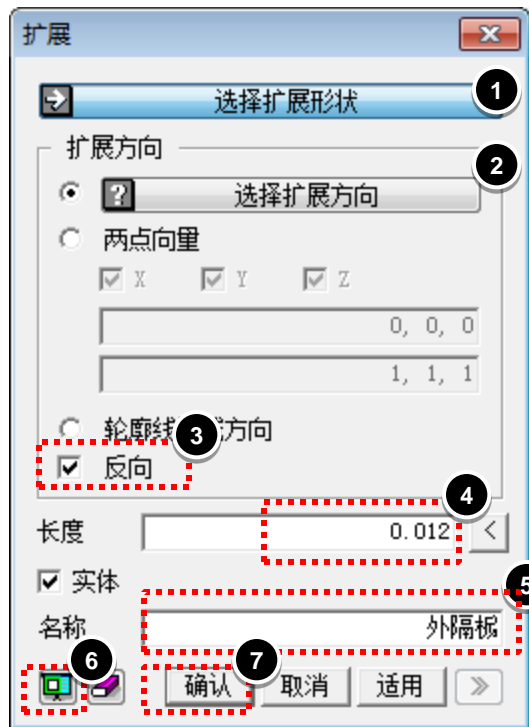 扩展
选择扩展形状
1
扩展方向
2
? 选择扩展方向
两点向量
X Y Z
0, 0, 0
1, 1, 1
轮廓线 方向
3
反向
4
长度 0.012 <
实体
5
名称 外隔板
6
7
确认 取消 适用 >>